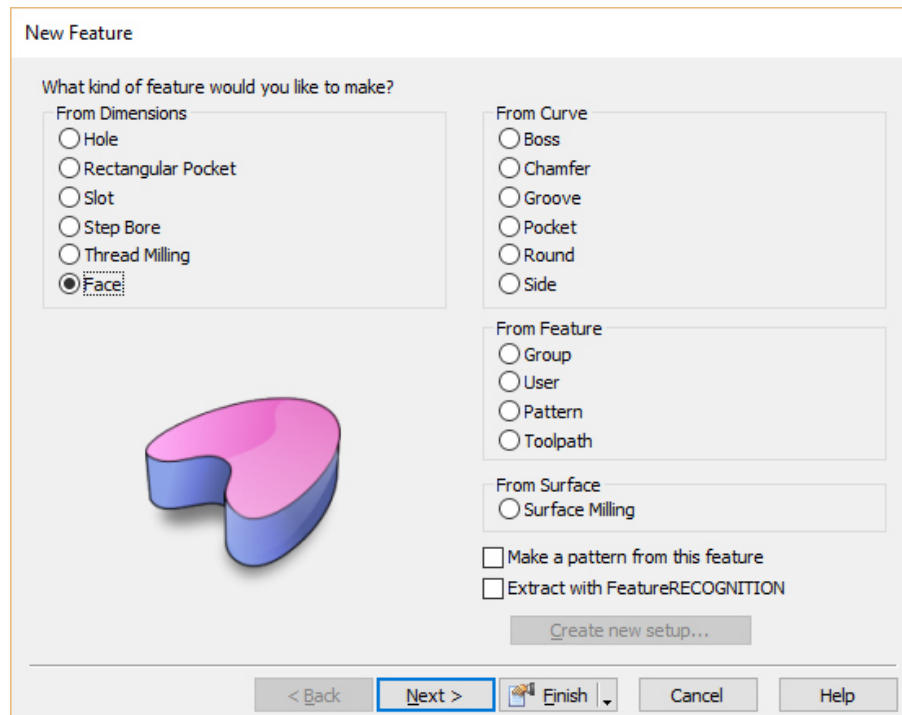 New Feature
What kind of feature would you like to make?
From Dimensions
Hole
Rectangular Pocket
Slot
Step Bore
Thread Milling
Face
From Curve
Boss
Chamfer
Groove
Pocket
Round
Side
From Feature
Group
User
Pattern
Toolpath
From Surface
Surface Milling
Make a pattern from this feature
Extract with FeatureRECOGNITION
Create new setup...
< Back
Next >
Finish
Cancel
Help